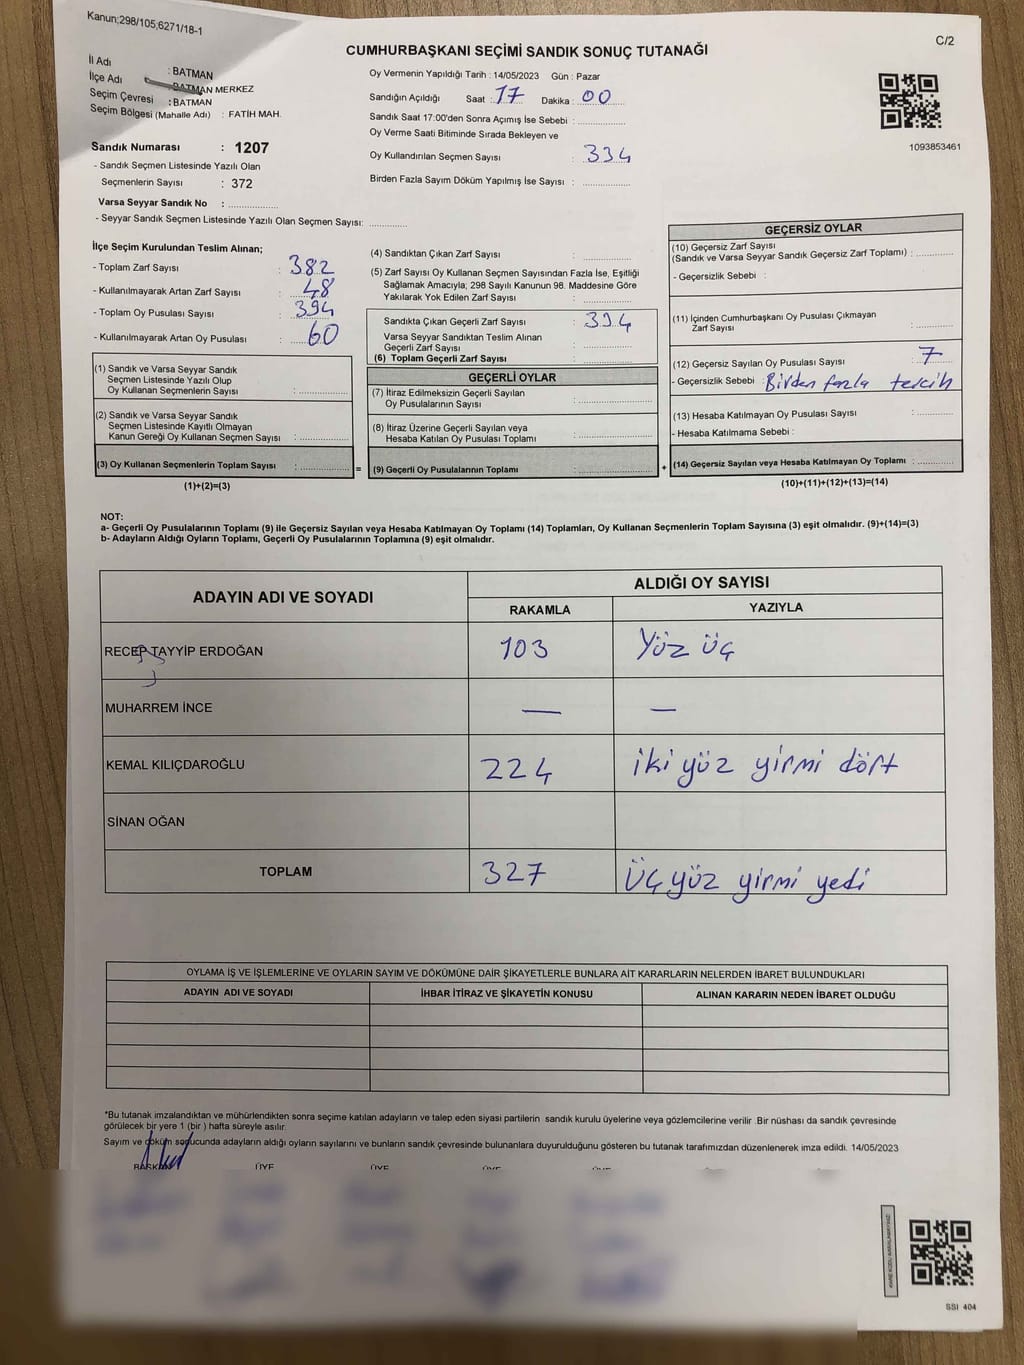 Kanun;298/105,6271/18-1
CUMHURBAŞKANI SEÇİMİ SANDIK SONUÇ TUTANAĞI
C/2
İl Adı : BATMAN
İlçe Adı : BATMAN MERKEZ
Seçim Çevresi : BATMAN
Seçim Bölgesi (Mahalle Adı) : FATİH MAH.
Sandık Numarası : 1207
- Sandık Seçmen Listesinde Yazılı Olan
Seçmenlerin Sayısı : 372
Varsa Seyyar Sandık No :
- Seyyar Sandık Seçmen Listesinde Yazılı Olan Seçmen Sayısı:
Oy Vermenin Yapıldığı Tarih : 14/05/2023 Gün : Pazar
Sandığın Açıldığı Saat : 17 Dakika : 00
Sandık Saat 17:00'den Sonra Açımış İse Sebebi :
Oy Verme Saati Bitiminde Sırada Bekleyen ve
Oy Kullandırılan Seçmen Sayısı : 334
Birden Fazla Sayım Döküm Yapılmış İse Sayısı :
1093853461
İlçe Seçim Kurulundan Teslim Alınan;
- Toplam Zarf Sayısı : 382
- Kullanılmayarak Artan Zarf Sayısı : 48
- Toplam Oy Pusulası Sayısı : 394
- Kullanılmayarak Artan Oy Pusulası : 60
(1) Sandık ve Varsa Seyyar Sandık
Seçmen Listesinde Yazılı Olup
Oy Kullanan Seçmenlerin Sayısı :
(2) Sandık ve Varsa Seyyar Sandık
Seçmen Listesinde Kayıtlı Olmayan
Kanun Gereği Oy Kullanan Seçmen Sayısı :
(3) Oy Kullanan Seçmenlerin Toplam Sayısı : =
(1)+(2)=(3)
(4) Sandıktan Çıkan Zarf Sayısı :
(5) Zarf Sayısı Oy Kullanan Seçmen Sayısından Fazla İse, Eşitliği
Sağlamak Amacıyla; 298 Sayılı Kanunun 98. Maddesine Göre
Yakılarak Yok Edilen Zarf Sayısı :
Sandıkta Çıkan Geçerli Zarf Sayısı : 334
Varsa Seyyar Sandıktan Teslim Alınan
Geçerli Zarf Sayısı :
(6) Toplam Geçerli Zarf Sayısı :
GEÇERLİ OYLAR
(7) İtiraz Edilmeksizin Geçerli Sayılan
Oy Pusulalarının Sayısı :
(8) İtiraz Üzerine Geçerli Sayılan veya
Hesaba Katılan Oy Pusulası Toplamı :
(9) Geçerli Oy Pusulalarının Toplamı : +
GEÇERSİZ OYLAR
(10) Geçersiz Zarf Sayısı
(Sandık ve Varsa Seyyar Sandık Geçersiz Zarf Toplamı) :
- Geçersizlik Sebebi :
(11) İçinden Cumhurbaşkanı Oy Pusulası Çıkmayan
Zarf Sayısı :
(12) Geçersiz Sayılan Oy Pusulası Sayısı : 7
- Geçersizlik Sebebi : Birden fazla tercih
(13) Hesaba Katılmayan Oy Pusulası Sayısı :
- Hesaba Katılmama Sebebi :
(14) Geçersiz Sayılan veya Hesaba Katılmayan Oy Toplamı :
(10)+(11)+(12)+(13)=(14)
NOT:
a- Geçerli Oy Pusulalarının Toplamı (9) ile Geçersiz Sayılan veya Hesaba Katılmayan Oy Toplamı (14) Toplamları, Oy Kullanan Seçmenlerin Toplam Sayısına (3) eşit olmalıdır. (9)+(14)=(3)
b- Adayların Aldığı Oyların Toplamı, Geçerli Oy Pusulalarının Toplamına (9) eşit olmalıdır.
ADAYIN ADI VE SOYADI
ALDIĞI OY SAYISI
RAKAMLA YAZIYLA
RECEP TAYYİP ERDOĞAN 103 Yüz üç
MUHARREM İNCE — —
KEMAL KILIÇDAROĞLU 224 iki yüz yirmi dört
SİNAN OĞAN
TOPLAM 327 Üç yüz yirmi yedi
OYLAMA İŞ VE İŞLEMLERİNE VE OYLARIN SAYIM VE DÖKÜMÜNE DAİR ŞİKAYETLERLE BUNLARA AİT KARARLARIN NELERDEN İBARET BULUNDUKLARI
ADAYIN ADI VE SOYADI İHBAR İTİRAZ VE ŞİKAYETİN KONUSU ALINAN KARARIN NEDEN İBARET OLDUĞU
*Bu tutanak imzalandıktan ve mühürlendikten sonra seçime katılan adayların ve talep eden siyasi partilerin sandık kurulu üyelerine veya gözlemcilerine verilir. Bir nüshası da sandık çevresinde
görülecek bir yere 1 (bir ) hafta süreyle asılır.
Sayım ve döküm sonucunda adayların aldığı oyların sayılarını ve bunların sandık çevresinde bulunanlara duyurulduğunu gösteren bu tutanak tarafımızdan düzenlenerek imza edildi. 14/05/2023
BAŞKAN ÜYE ÜYE ÜYE ÜYE
SSI 404